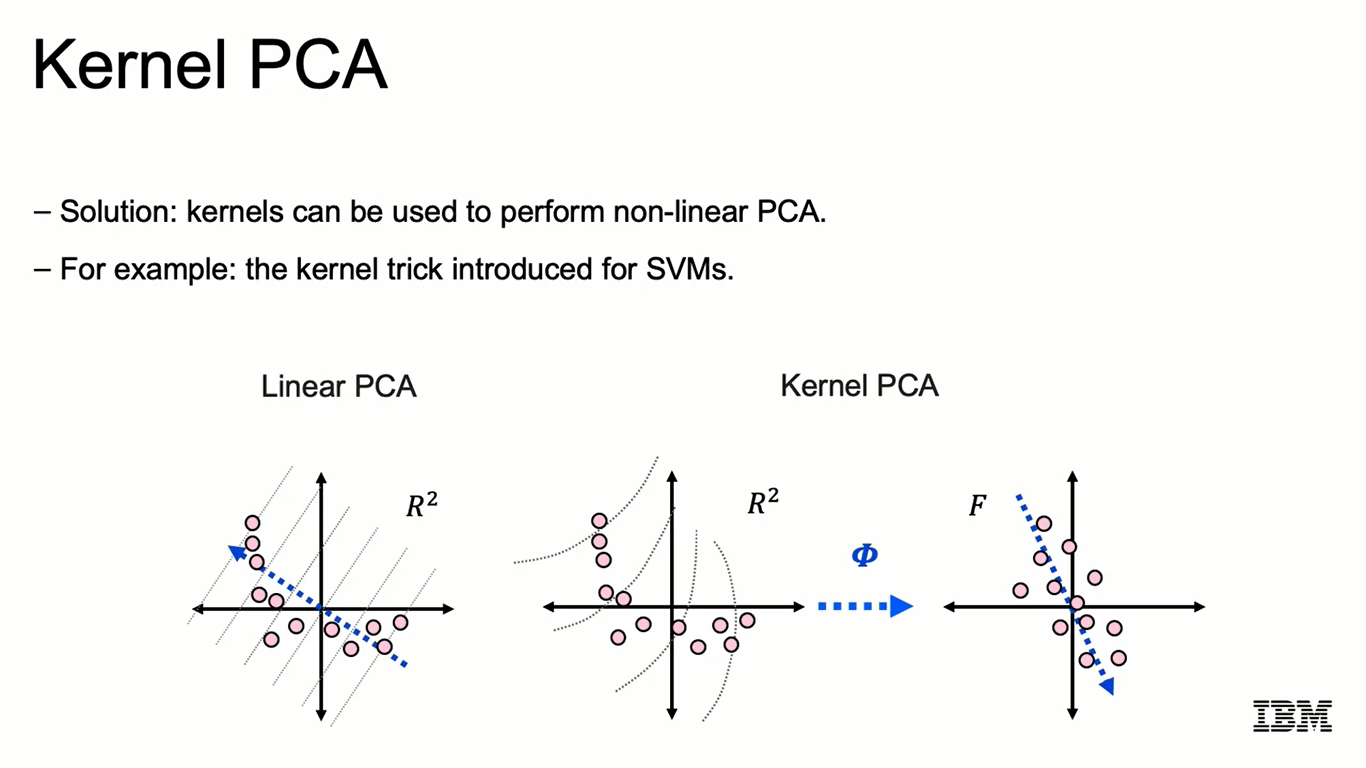 Kernel PCA
– Solution: kernels can be used to perform non-linear PCA.
– For example: the kernel trick introduced for SVMs.
Linear PCA
Kernel PCA
R²
R²
Φ
F
IBM